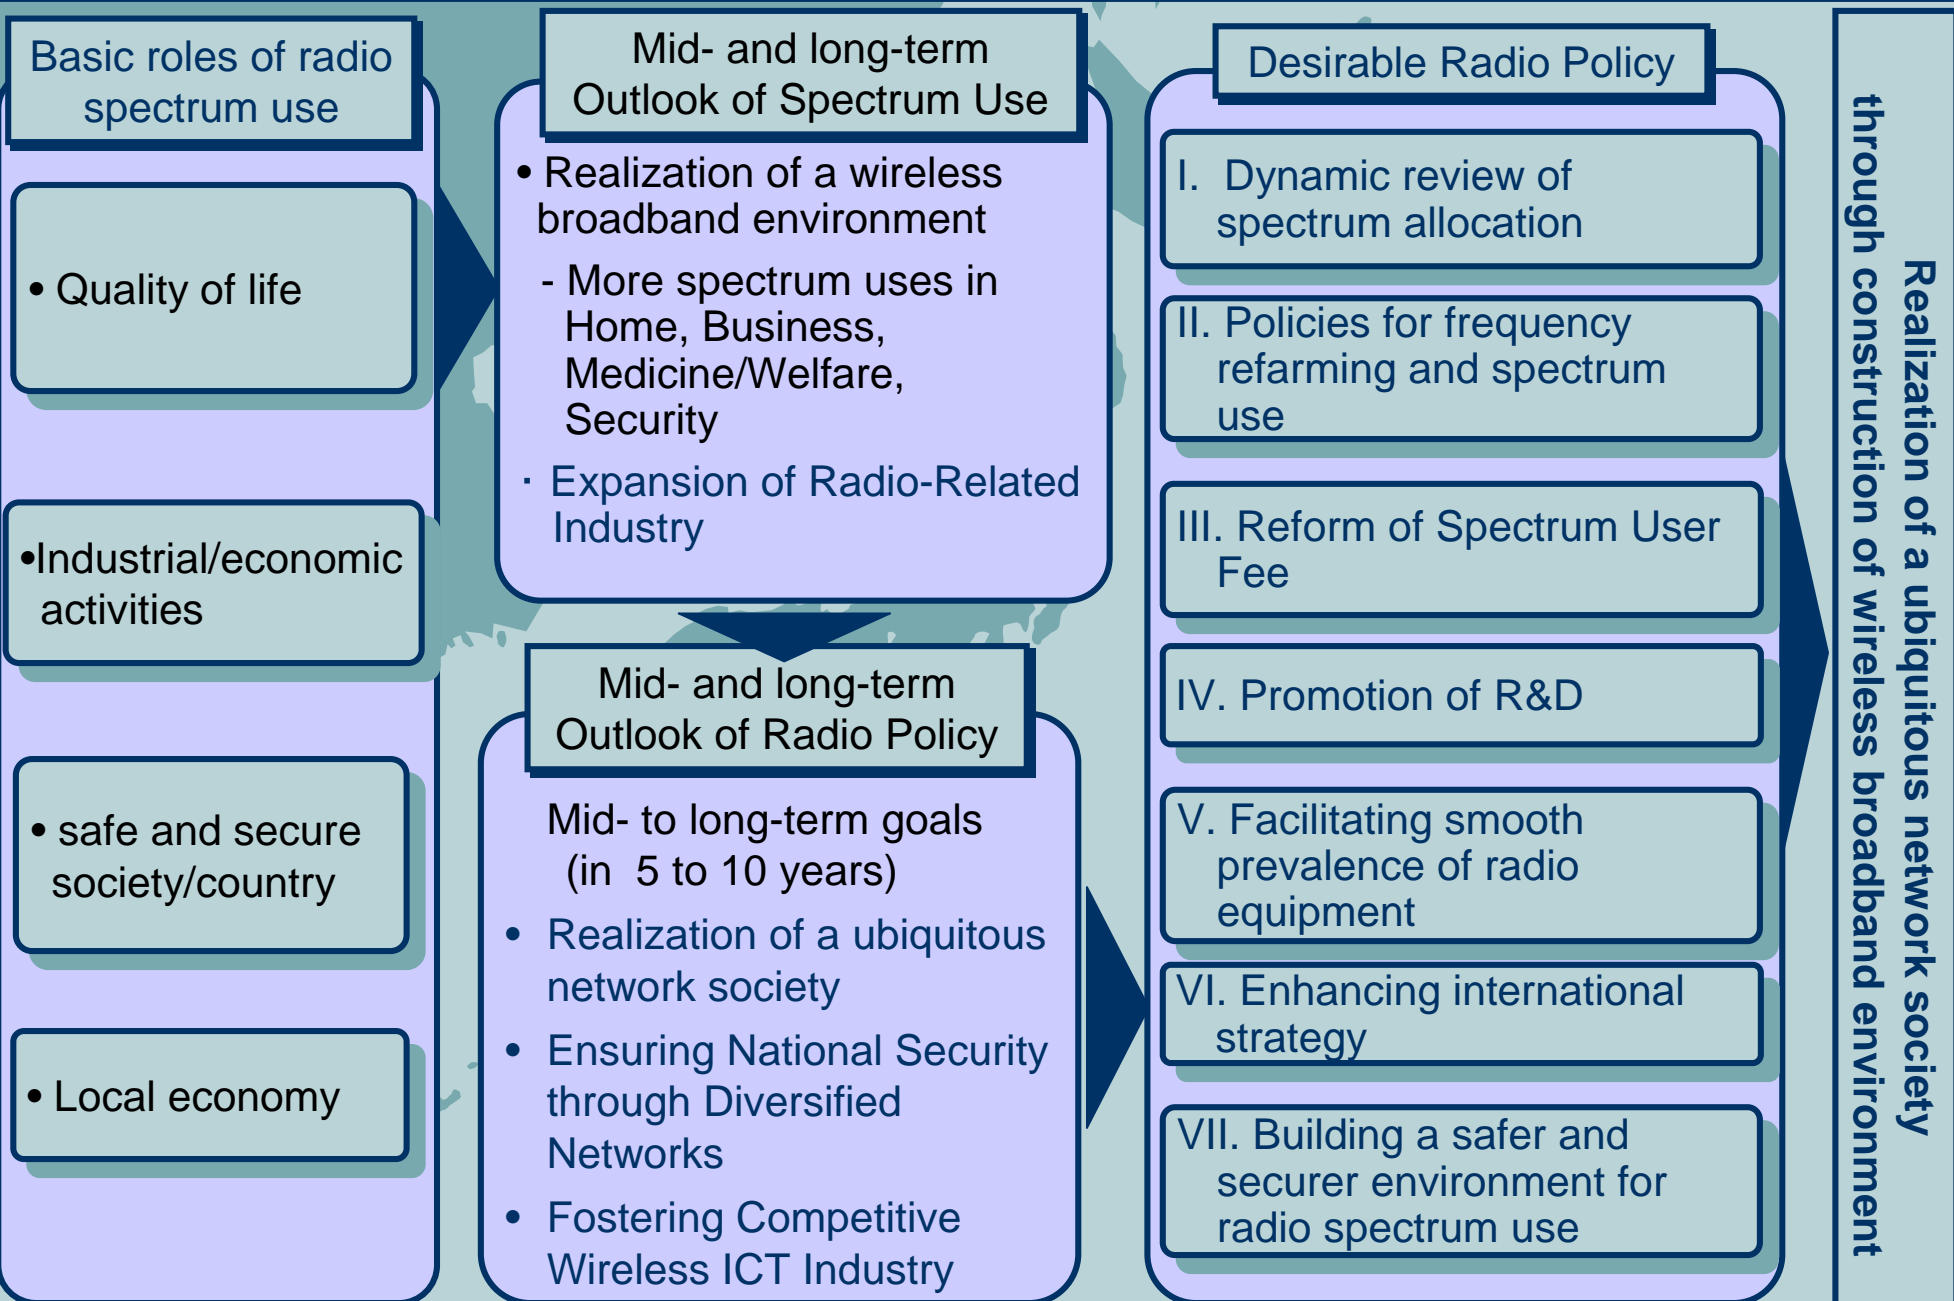 Basic roles of radio
spectrum use
• Quality of life
•Industrial/economic
activities
• safe and secure
society/country
• Local economy
Mid- and long-term
Outlook of Spectrum Use
• Realization of a wireless
broadband environment
- More spectrum uses in
Home, Business,
Medicine/Welfare,
Security
· Expansion of Radio-Related
Industry
Mid- and long-term
Outlook of Radio Policy
Mid- to long-term goals
(in 5 to 10 years)
• Realization of a ubiquitous
network society
• Ensuring National Security
through Diversified
Networks
• Fostering Competitive
Wireless ICT Industry
Desirable Radio Policy
I. Dynamic review of
spectrum allocation
II. Policies for frequency
refarming and spectrum
use
III. Reform of Spectrum User
Fee
IV. Promotion of R&D
V. Facilitating smooth
prevalence of radio
equipment
VI. Enhancing international
strategy
VII. Building a safer and
securer environment for
radio spectrum use
Realization of a ubiquitous network society
through construction of wireless broadband environment